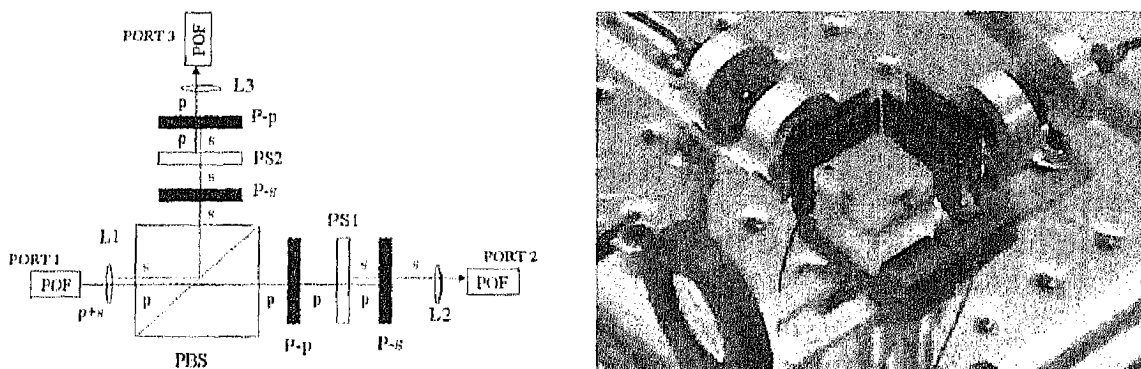 PORT 3
POF
L3
p
P-p
p s
PS2
s
P-s
s
PS1
L1
PORT 1
PORT 2
POF
s
s
s
POF
p
p
p
p
p+s
L2
PBS
P-p
P-s